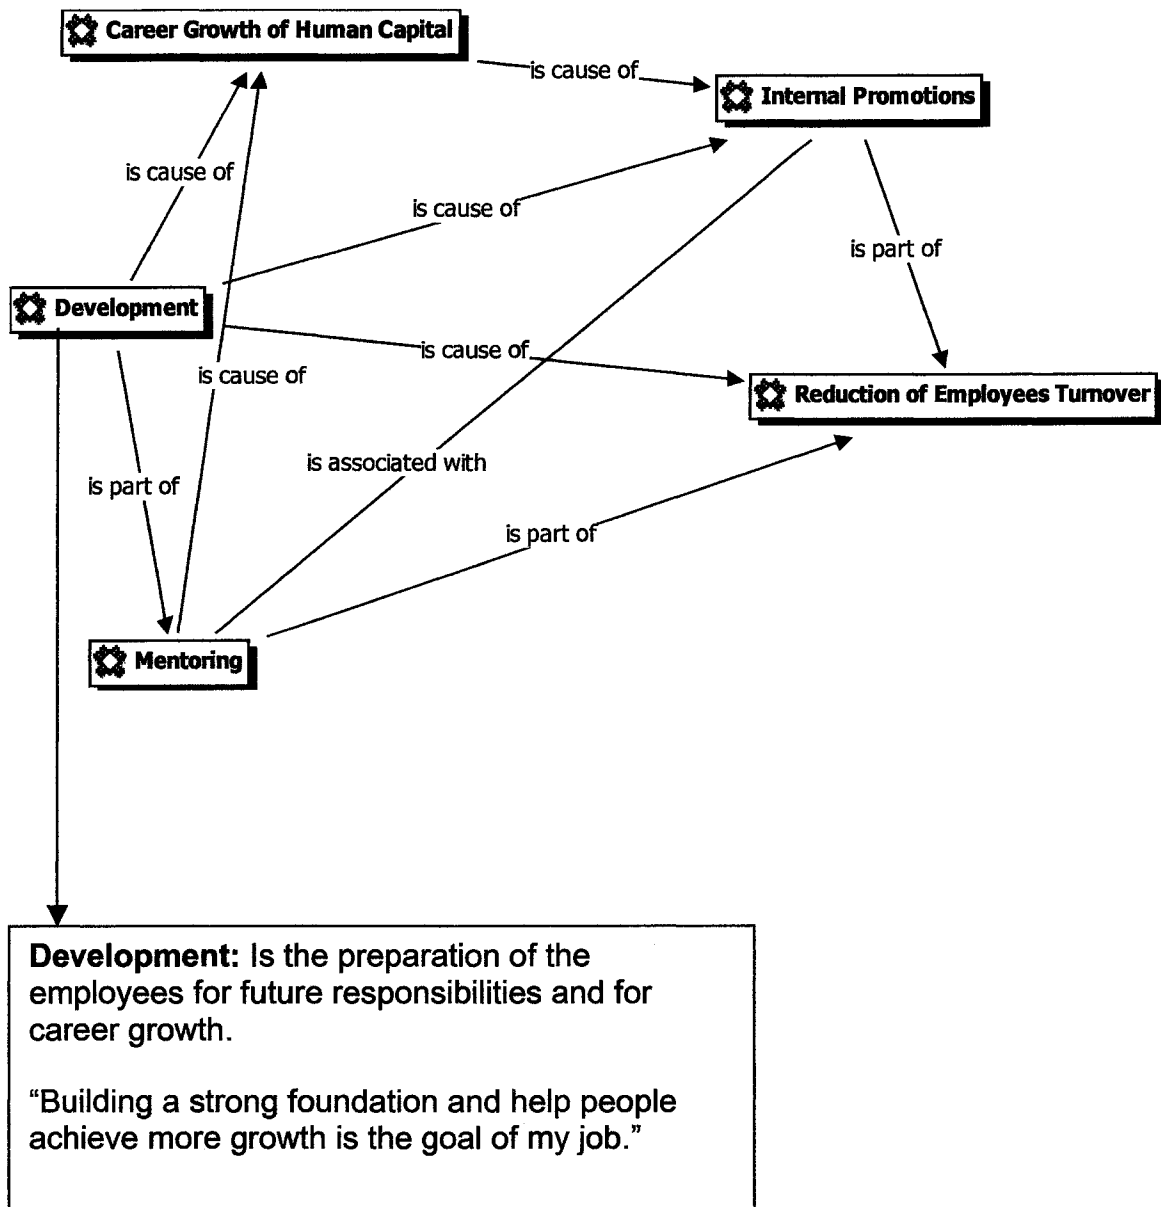 Career Growth of Human Capital
is cause of
Internal Promotions
is cause of
is cause of
is part of
Development
is cause of
is cause of
Reduction of Employees Turnover
is associated with
is part of
is part of
Mentoring
Development: Is the preparation of the
employees for future responsibilities and for
career growth.
“Building a strong foundation and help people
achieve more growth is the goal of my job.”